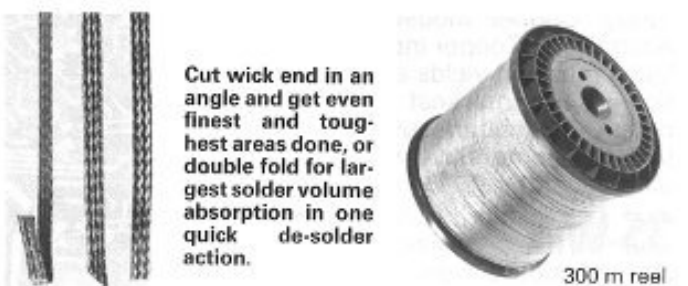 Cut wick end in an
angle and get even
finest and toug-
hest areas done, or
double fold for lar-
gest solder volume
absorption in one
quick de-solder
action.
300 m reel